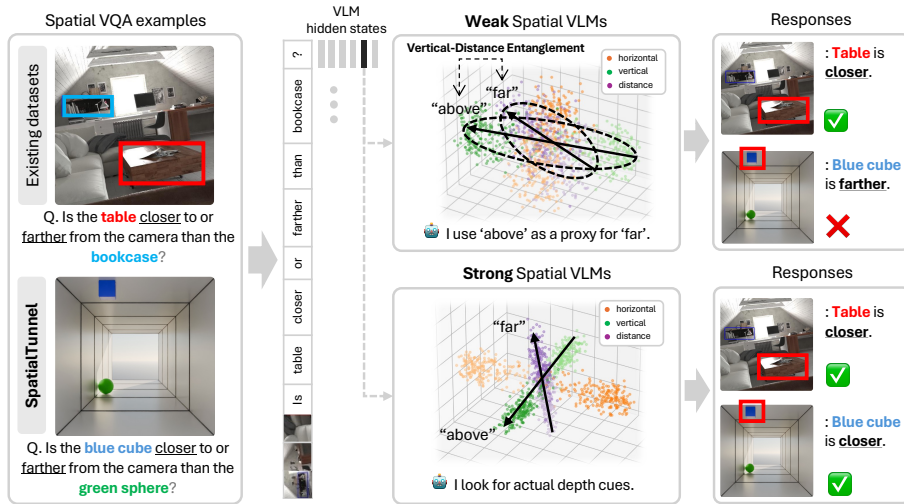 Spatial VQA examples
Existing datasets
Q. Is the table closer to or
farther from the camera than the
bookcase?
SpatialTunnel
Q. Is the blue cube closer to or
farther from the camera than the
green sphere?
VLM
hidden states
?
bookcase
than
farther
or
closer
table
Is
Weak Spatial VLMs
Vertical-Distance Entanglement
horizontal
vertical
distance
“far”
“above”
I use ‘above’ as a proxy for ‘far’.
Responses
: Table is
closer.
: Blue cube
is farther.
Strong Spatial VLMs
horizontal
vertical
distance
“far”
“above”
I look for actual depth cues.
Responses
: Table is
closer.
: Blue cube is
closer.